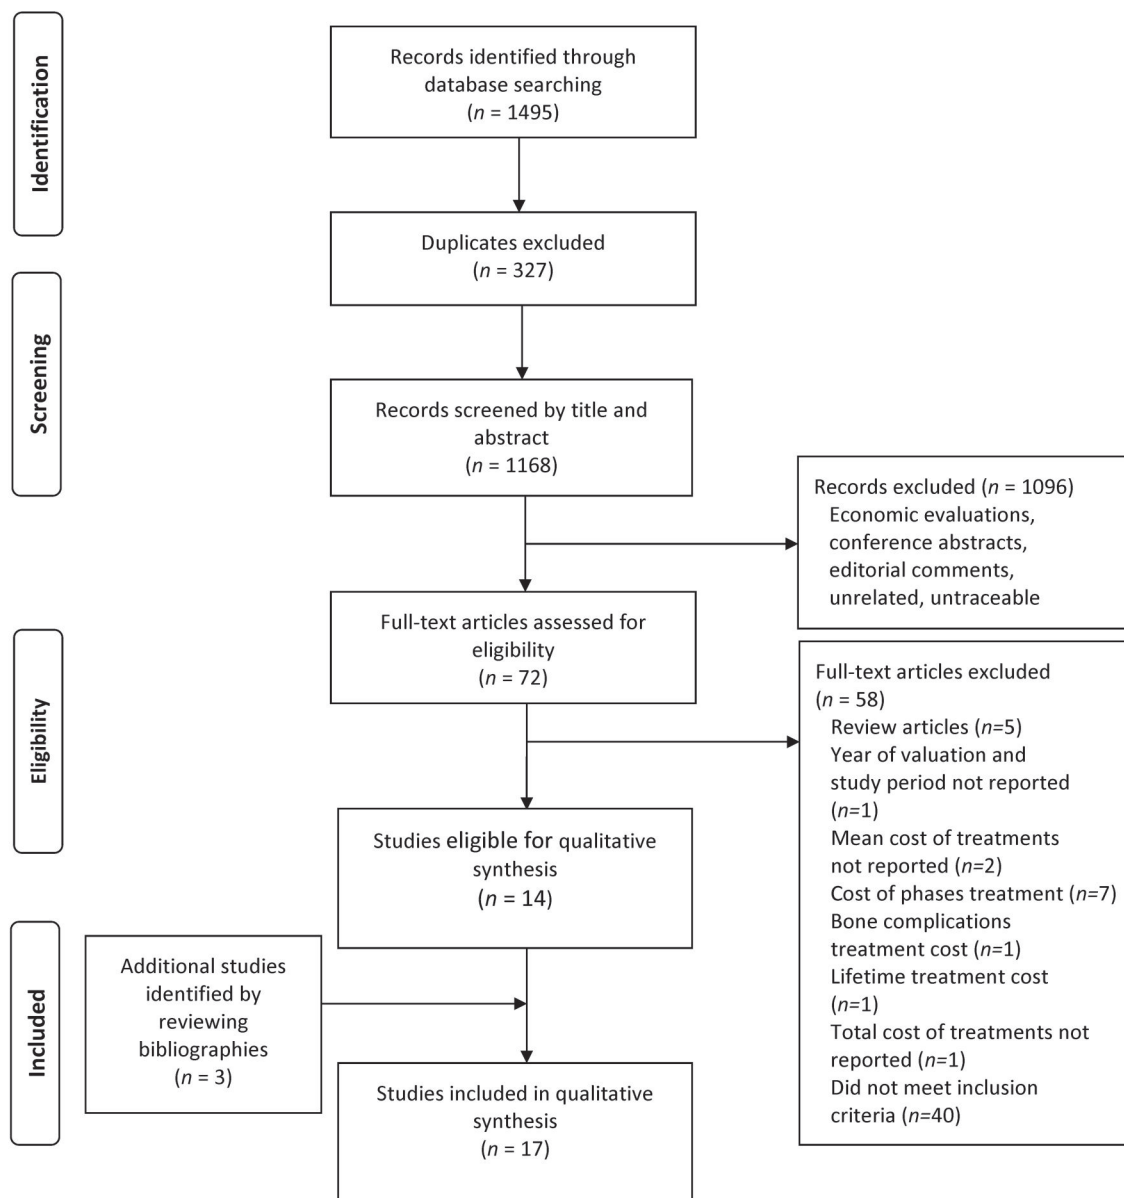 Identification
Records identified through
database searching
(n = 1495)
Duplicates excluded
(n = 327)
Screening
Records screened by title and
abstract
(n = 1168)
Records excluded (n = 1096)
Economic evaluations,
conference abstracts,
editorial comments,
unrelated, untraceable
Eligibility
Full-text articles assessed for
eligibility
(n = 72)
Full-text articles excluded
(n = 58)
Review articles (n=5)
Year of valuation and
study period not reported
(n=1)
Mean cost of treatments
not reported (n=2)
Cost of phases treatment (n=7)
Bone complications
treatment cost (n=1)
Lifetime treatment cost
(n=1)
Total cost of treatments not
reported (n=1)
Did not meet inclusion
criteria (n=40)
Studies eligible for qualitative
synthesis
(n = 14)
Included
Additional studies
identified by
reviewing
bibliographies
(n = 3)
Studies included in qualitative
synthesis
(n = 17)